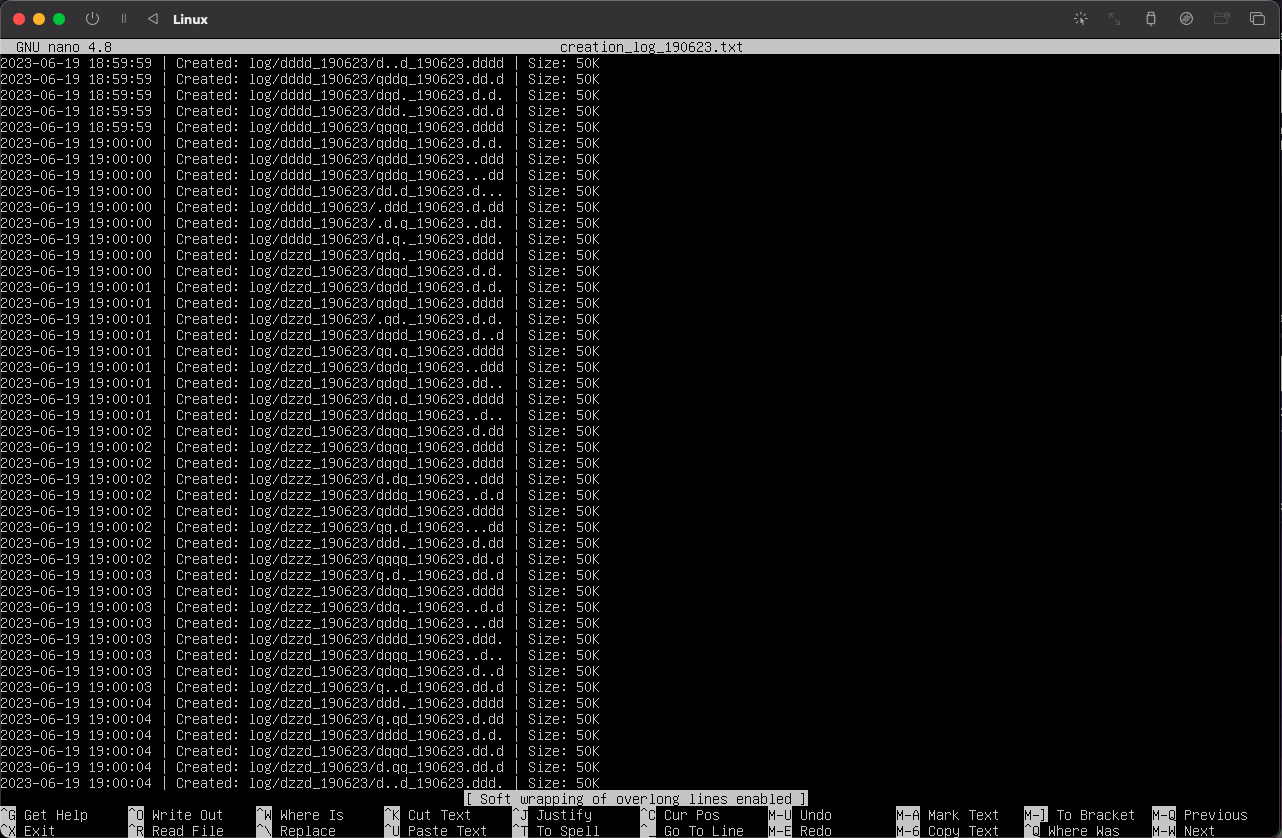 Linux
GNU nano 4.8 creation_log_190623.txt
2023-06-19 18:59:59 | Created: log/dddd_190623/d..d_190623.dddd | Size: 50K
2023-06-19 18:59:59 | Created: log/dddd_190623/qddd_190623.dd.d | Size: 50K
2023-06-19 18:59:59 | Created: log/dddd_190623/dqd._190623.d.d. | Size: 50K
2023-06-19 18:59:59 | Created: log/dddd_190623/ddd._190623.dd.d | Size: 50K
2023-06-19 18:59:59 | Created: log/dddd_190623/qqqq_190623.dddd | Size: 50K
2023-06-19 19:00:00 | Created: log/dddd_190623/qddq_190623.d.d. | Size: 50K
2023-06-19 19:00:00 | Created: log/dddd_190623/qddq_190623..ddd | Size: 50K
2023-06-19 19:00:00 | Created: log/dddd_190623/qddq_190623...dd | Size: 50K
2023-06-19 19:00:00 | Created: log/dddd_190623/dd.d_190623.d... | Size: 50K
2023-06-19 19:00:00 | Created: log/dddd_190623/.ddd_190623.d.dd | Size: 50K
2023-06-19 19:00:00 | Created: log/dddd_190623/.d.q_190623..dd. | Size: 50K
2023-06-19 19:00:00 | Created: log/dddd_190623/d.q._190623.ddd. | Size: 50K
2023-06-19 19:00:00 | Created: log/dzzd_190623/qdq._190623.dddd | Size: 50K
2023-06-19 19:00:00 | Created: log/dzzd_190623/dqqd_190623.d.d. | Size: 50K
2023-06-19 19:00:01 | Created: log/dzzd_190623/dqdd_190623.d.d. | Size: 50K
2023-06-19 19:00:01 | Created: log/dzzd_190623/qdqd_190623.dddd | Size: 50K
2023-06-19 19:00:01 | Created: log/dzzd_190623/.qd._190623.d.d. | Size: 50K
2023-06-19 19:00:01 | Created: log/dzzd_190623/dqdd_190623.d..d | Size: 50K
2023-06-19 19:00:01 | Created: log/dzzd_190623/qq.q_190623.dddd | Size: 50K
2023-06-19 19:00:01 | Created: log/dzzd_190623/dddq_190623..ddd | Size: 50K
2023-06-19 19:00:01 | Created: log/dzzd_190623/qdqq_190623.dd.. | Size: 50K
2023-06-19 19:00:01 | Created: log/dzzd_190623/dq.d_190623.dddd | Size: 50K
2023-06-19 19:00:01 | Created: log/dzzd_190623/ddqq_190623..d.. | Size: 50K
2023-06-19 19:00:02 | Created: log/dzzd_190623/dqqq_190623.d.dd | Size: 50K
2023-06-19 19:00:02 | Created: log/dzzz_190623/dqqq_190623.dddd | Size: 50K
2023-06-19 19:00:02 | Created: log/dzzz_190623/dqqq_190623.dddd | Size: 50K
2023-06-19 19:00:02 | Created: log/dzzz_190623/d.dq_190623..ddd | Size: 50K
2023-06-19 19:00:02 | Created: log/dzzz_190623/dddq_190623..d.d | Size: 50K
2023-06-19 19:00:02 | Created: log/dzzz_190623/qddd_190623.dddd | Size: 50K
2023-06-19 19:00:02 | Created: log/dzzz_190623/qq.d_190623...dd | Size: 50K
2023-06-19 19:00:02 | Created: log/dzzz_190623/ddd._190623.d.dd | Size: 50K
2023-06-19 19:00:02 | Created: log/dzzz_190623/qqqq_190623.dd.d | Size: 50K
2023-06-19 19:00:03 | Created: log/dzzz_190623/q.d._190623.dd.d | Size: 50K
2023-06-19 19:00:03 | Created: log/dzzz_190623/qddd_190623.dddd | Size: 50K
2023-06-19 19:00:03 | Created: log/dzzz_190623/ddq._190623..d.d | Size: 50K
2023-06-19 19:00:03 | Created: log/dzzz_190623/qddq_190623...dd | Size: 50K
2023-06-19 19:00:03 | Created: log/dzzd_190623/dddd_190623.ddd. | Size: 50K
2023-06-19 19:00:03 | Created: log/dzzd_190623/dqqq_190623..d.. | Size: 50K
2023-06-19 19:00:03 | Created: log/dzzd_190623/qdqq_190623.d..d | Size: 50K
2023-06-19 19:00:03 | Created: log/dzzd_190623/q..d_190623.dd.d | Size: 50K
2023-06-19 19:00:04 | Created: log/dzzd_190623/ddd._190623.dddd | Size: 50K
2023-06-19 19:00:04 | Created: log/dzzd_190623/q.qd_190623.d.dd | Size: 50K
2023-06-19 19:00:04 | Created: log/dzzd_190623/dddd_190623.d.d. | Size: 50K
2023-06-19 19:00:04 | Created: log/dzzd_190623/dqqd_190623.dd.d | Size: 50K
2023-06-19 19:00:04 | Created: log/dzzd_190623/d.qq_190623.dd.d | Size: 50K
2023-06-19 19:00:04 | Created: log/dzzd_190623/d..d_190623.ddd. | Size: 50K
[ Soft wrapping of overlong lines enabled ]
^G Get Help ^O Write Out ^W Where Is ^K Cut Text ^J Justify ^C Cur Pos M-U Undo M-A Mark Text M-] To Bracket M-Q Previous
^X Exit ^R Read File ^\ Replace ^U Paste Text ^T To Spell ^_ Go To Line M-E Redo M-6 Copy Text ^Q Where Was M-W Next